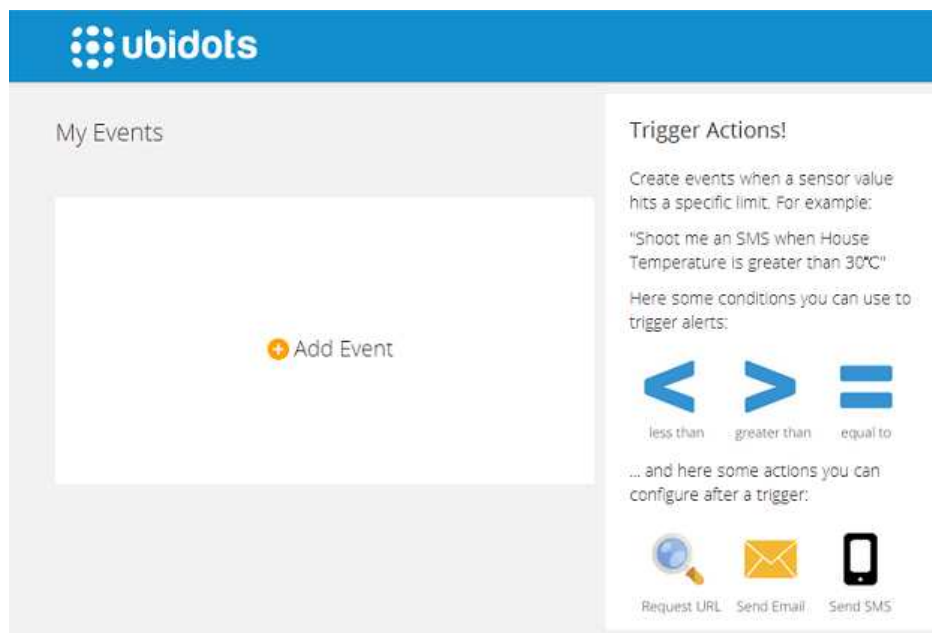 ubidots
My Events
Add Event
Trigger Actions!
Create events when a sensor value
hits a specific limit. For example:
"Shoot me an SMS when House
Temperature is greater than 30°C"
Here some conditions you can use to
trigger alerts:
less than greater than equal to
... and here some actions you can
configure after a trigger:
Request URL Send Email Send SMS